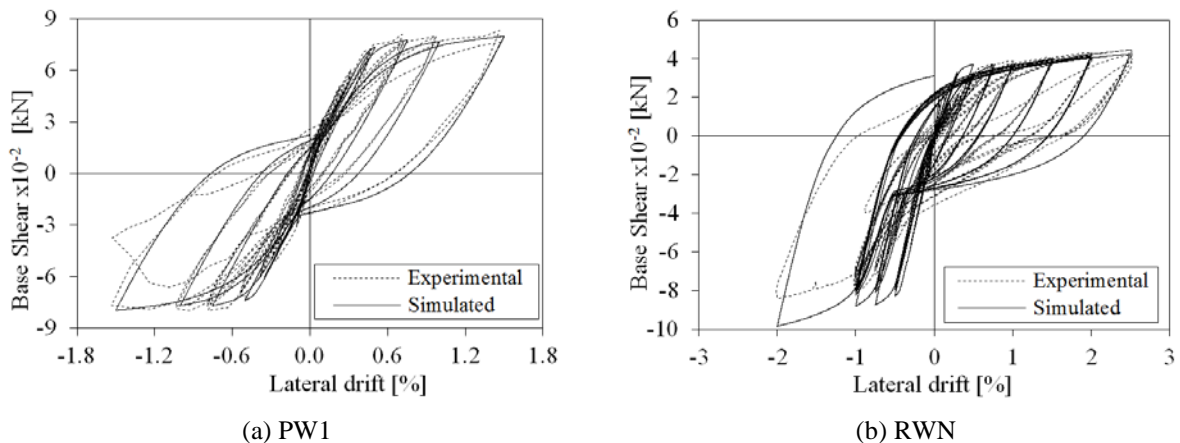 Base Shear x10-2 [kN]
9
6
3
0
-3
-6
-9
-1.8 -1.2 -0.6 0.0 0.6 1.2 1.8
Lateral drift [%]
Experimental
Simulated
(a) PW1
Base Shear x10-2 [kN]
6
4
2
0
-2
-4
-6
-8
-10
-3 -2 -1 0 1 2 3
Lateral drift [%]
Experimental
Simulated
(b) RWN